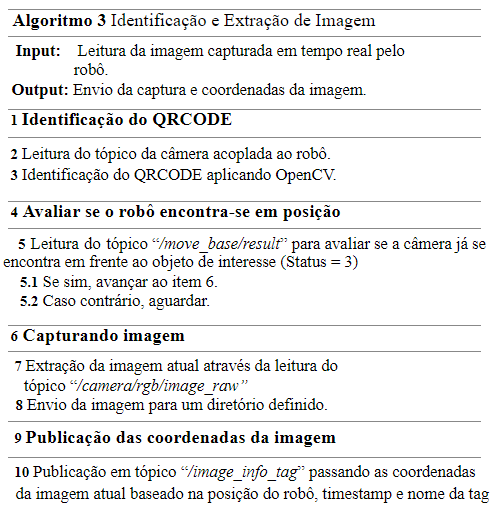 Algoritmo 3 Identificação e Extração de Imagem
Input: Leitura da imagem capturada em tempo real pelo
robô.
Output: Envio da captura e coordenadas da imagem.
1 Identificação do QRCODE
2 Leitura do tópico da câmera acoplada ao robô.
3 Identificação do QRCODE aplicando OpenCV.
4 Avaliar se o robô encontra-se em posição
5 Leitura do tópico “/move_base/result” para avaliar se a câmera já se
encontra em frente ao objeto de interesse (Status = 3)
5.1 Se sim, avançar ao item 6.
5.2 Caso contrário, aguardar.
6 Capturando imagem
7 Extração da imagem atual através da leitura do
tópico “/camera/rgb/image_raw”
8 Envio da imagem para um diretório definido.
9 Publicação das coordenadas da imagem
10 Publicação em tópico “/image_info_tag” passando as coordenadas
da imagem atual baseado na posição do robô, timestamp e nome da tag